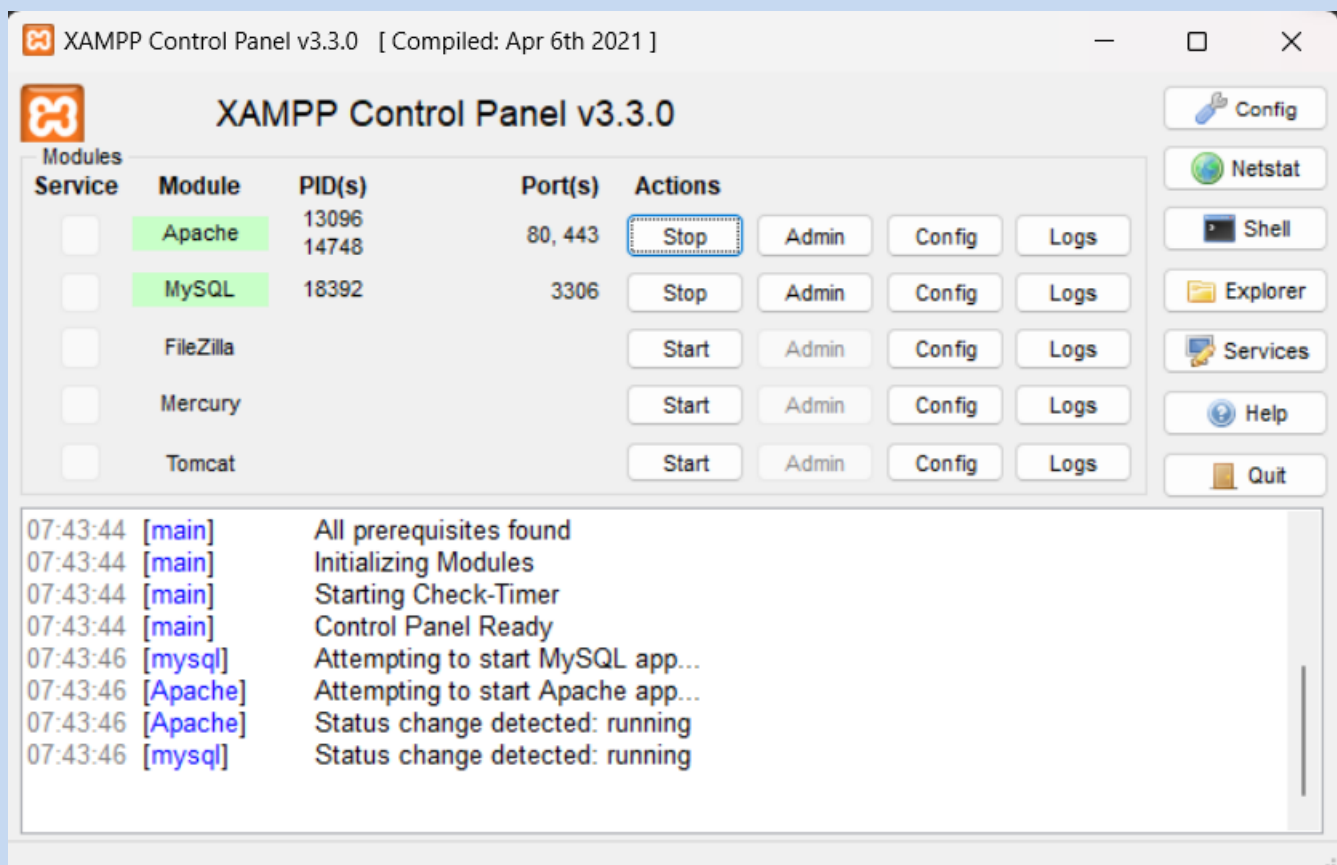 XAMPP Control Panel v3.3.0 [ Compiled: Apr 6th 2021 ]
XAMPP Control Panel v3.3.0
Config
Modules
Service Module PID(s) Port(s) Actions
Netstat
Apache 13096 14748 80, 443 Stop Admin Config Logs
Shell
MySQL 18392 3306 Stop Admin Config Logs
Explorer
FileZilla Start Admin Config Logs
Services
Mercury Start Admin Config Logs
Help
Tomcat Start Admin Config Logs
Quit
07:43:44 [main] All prerequisites found
07:43:44 [main] Initializing Modules
07:43:44 [main] Starting Check-Timer
07:43:44 [main] Control Panel Ready
07:43:46 [mysql] Attempting to start MySQL app...
07:43:46 [Apache] Attempting to start Apache app...
07:43:46 [Apache] Status change detected: running
07:43:46 [mysql] Status change detected: running